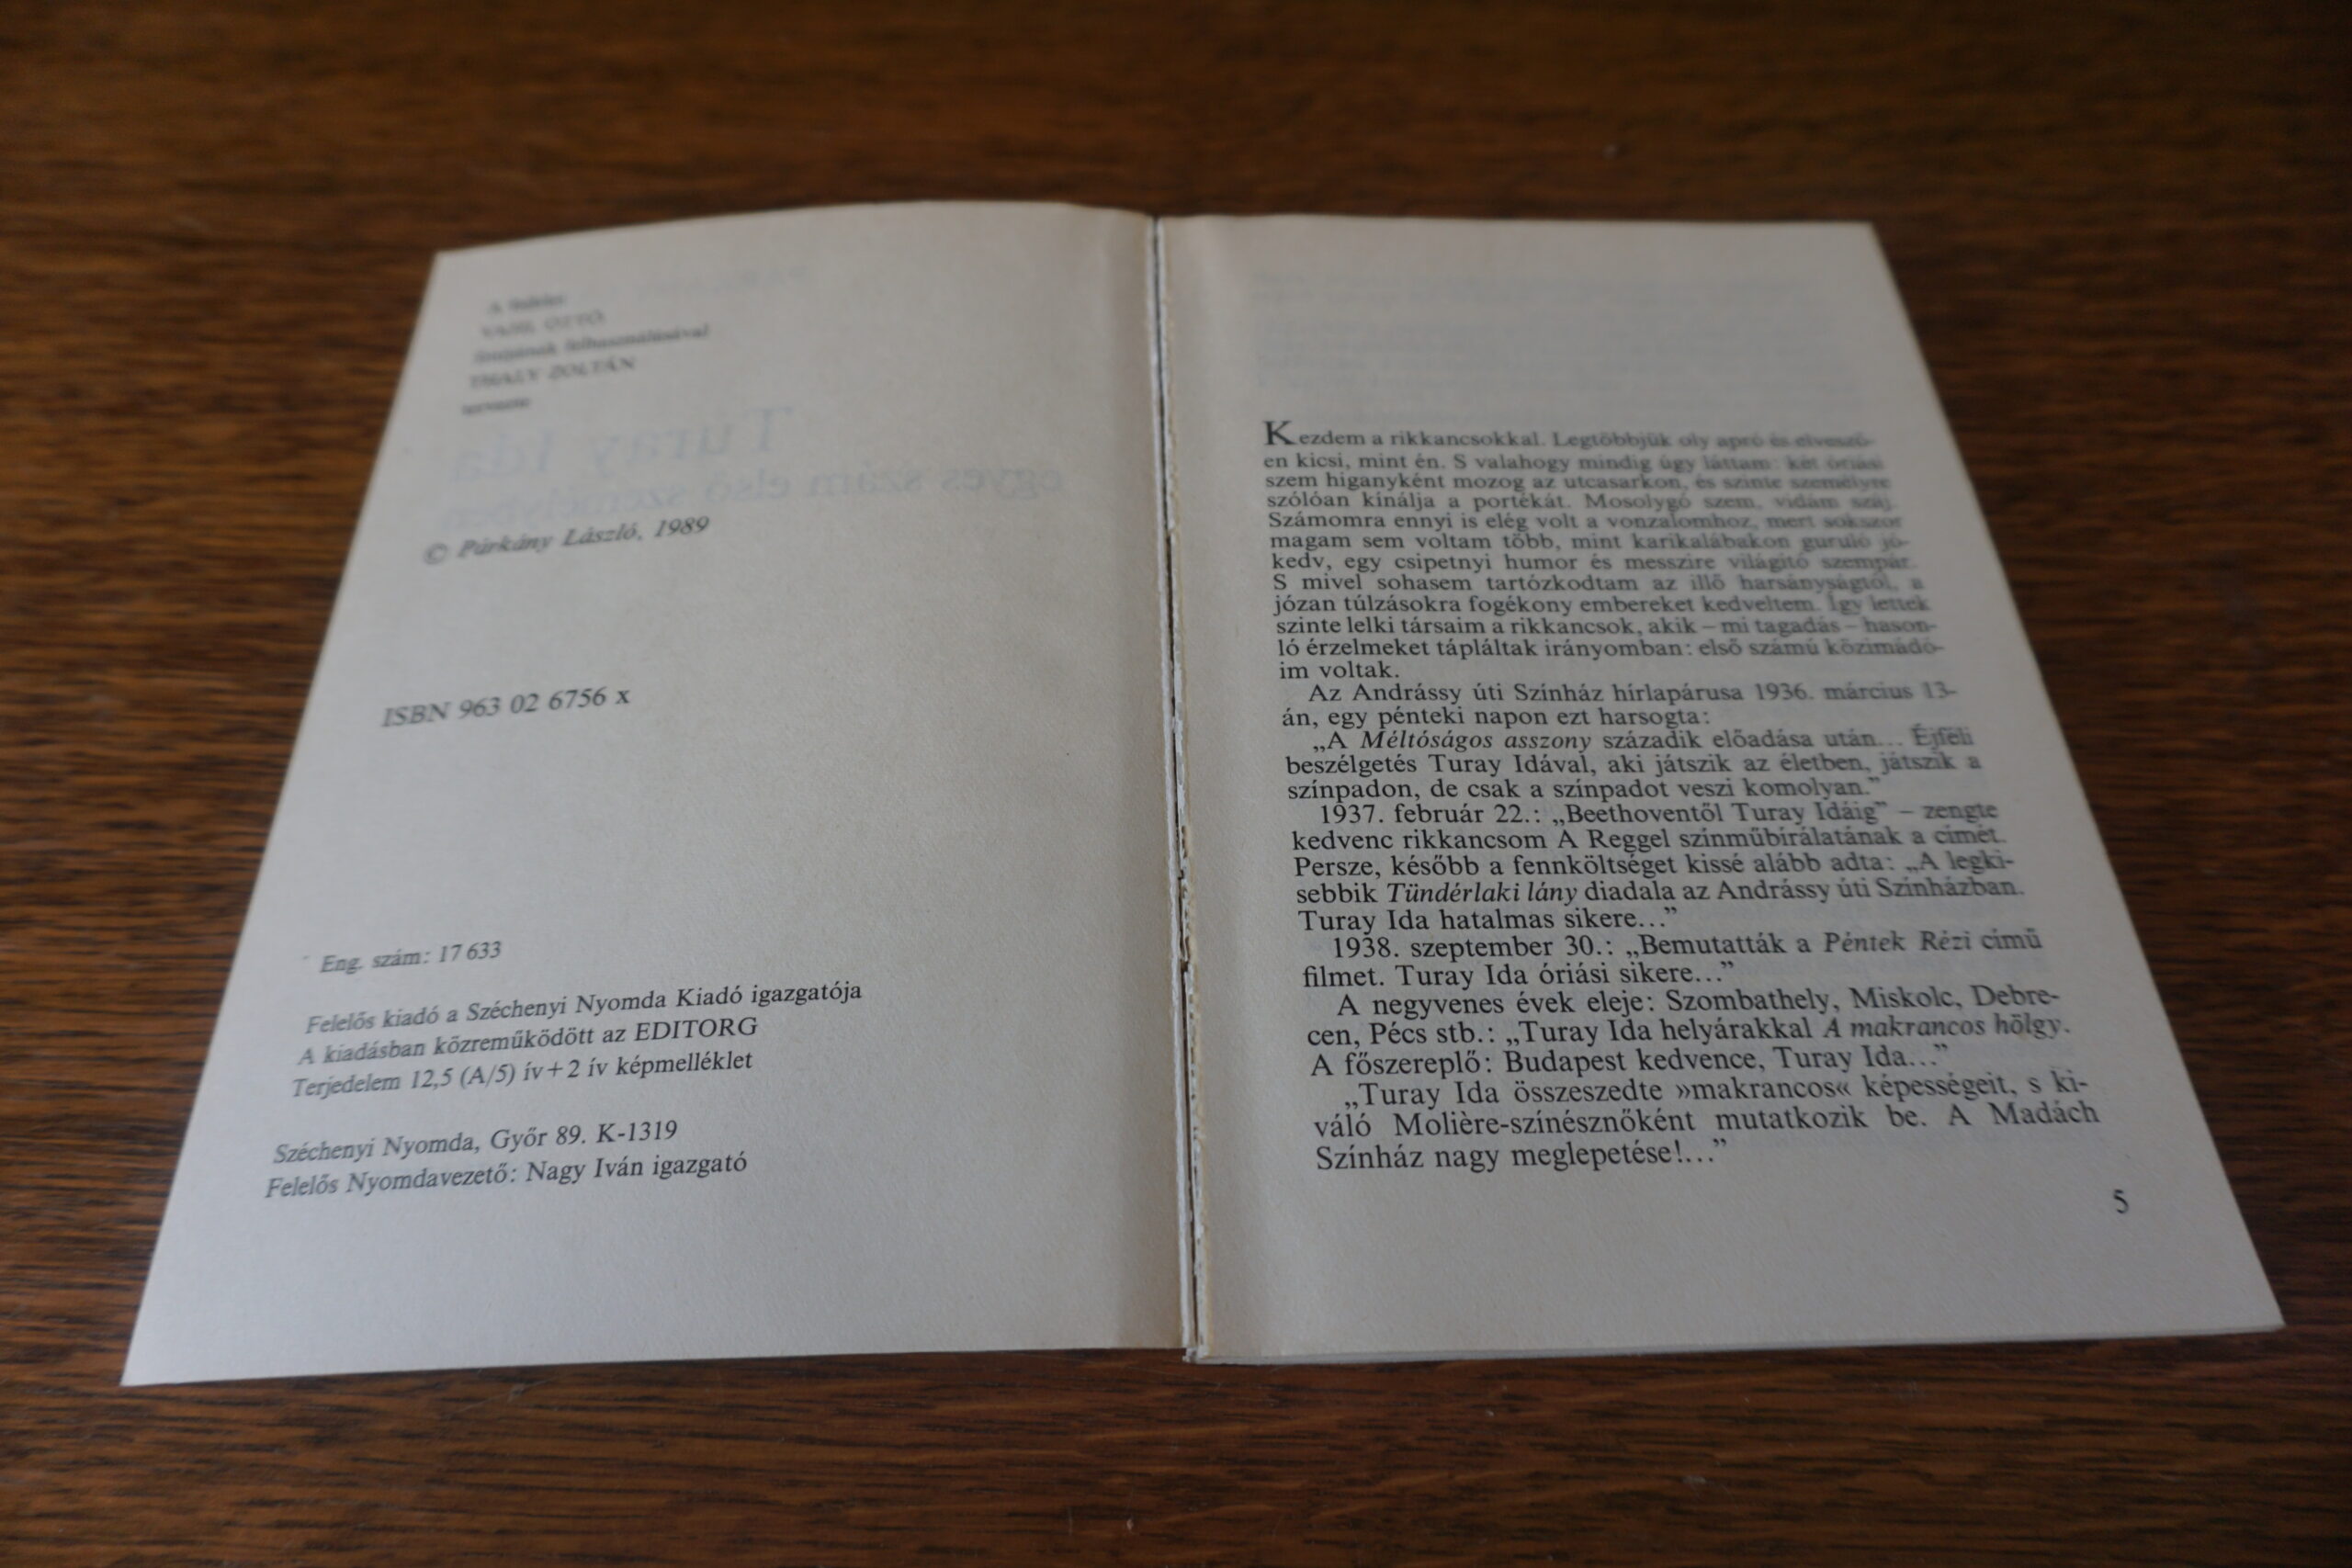 A
VAJK OTTÓ
felhasználásával
THALY ZOLTÁN
tervezte
© Párkány László, 1989
ISBN 963 02 6756 x
Eng. szám: 17 633
Felelős kiadó a Széchenyi Nyomda Kiadó igazgatója
A kiadásban közreműködött az EDITORG
Terjedelem 12,5 (A/5) ív+2 ív képmelléklet
Széchenyi Nyomda, Győr 89. K-1319
Felelős Nyomdavezető: Nagy Iván igazgató
Kezdem a rikkancsokkal. Legtöbbjük oly apró és elvesző-
en kicsi, mint én. S valahogy mindig úgy láttam: két óriási
szem higanyként mozog az utcasarkon, és szinte személyre
szólóan kínálja a portékát. Mosolygó szem, vidám száj.
Számomra ennyi is elég volt a vonzalomhoz, mert sokszor
magam sem voltam több, mint karikalábakon guruló jó-
kedv, egy csipetnyi humor és messzire világító szempár.
S mivel sohasem tartózkodtam az illő harsányságtól, a
józan túlzásokra fogékony embereket kedveltem. Így lettek
szinte lelki társaim a rikkancsok, akik – mi tagadás – hason-
ló érzelmeket tápláltak irányomban: első számú közimádó-
im voltak.
Az Andrássy úti Színház hírlapárusa 1936. március 13-
án, egy pénteki napon ezt harsogta:
„A Méltóságos asszony századik előadása után... Éjféli
beszélgetés Turay Idával, aki játszik az életben, játszik a
színpadon, de csak a színpadot veszi komolyan.”
1937. február 22.: „Beethoventől Turay Idáig” – zengte
kedvenc rikkancsom A Reggel színműbírálatának a címét.
Persze, később a fennköltséget kissé alább adta: „A legki-
sebbik Tündérlaki lány diadala az Andrássy úti Színházban.
Turay Ida hatalmas sikere...”
1938. szeptember 30.: „Bemutatták a Péntek Rézi című
filmet. Turay Ida óriási sikere...”
A negyvenes évek eleje: Szombathely, Miskolc, Debre-
cen, Pécs stb.: „Turay Ida helyárakkal A makrancos hölgy.
A főszereplő: Budapest kedvence, Turay Ida...”
„Turay Ida összeszedte »makrancos« képességeit, s ki-
váló Molière-színésznőként mutatkozik be. A Madách
Színház nagy meglepetése!...”
5